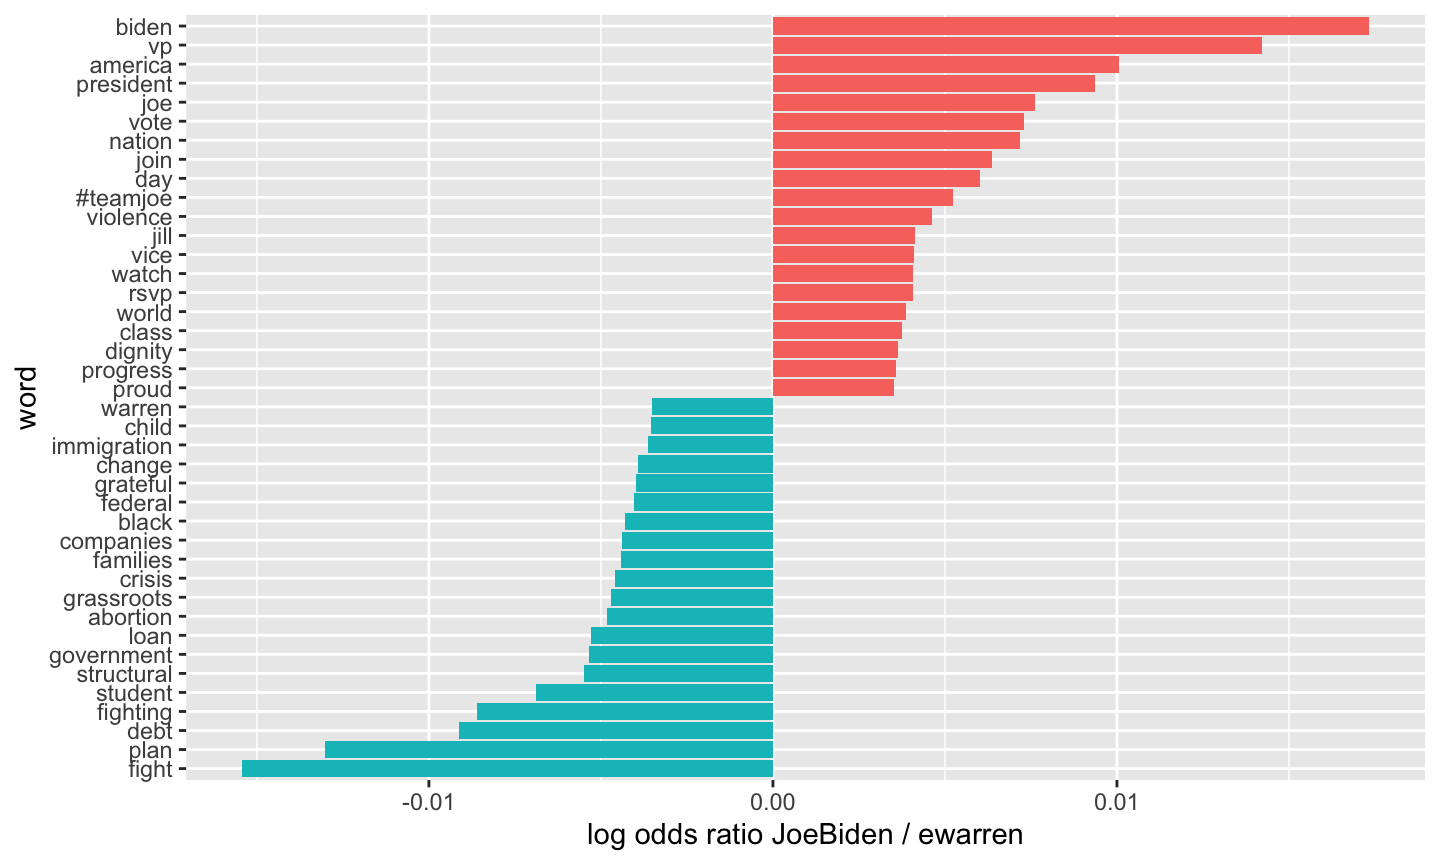 biden
vp
america
president
joe
vote
nation
join
day
#teamjoe
violence
jill
vice
watch
rsvp
world
class
dignity
progress
proud
warren
child
immigration
change
grateful
federal
black
companies
families
crisis
grassroots
abortion
loan
government
structural
student
fighting
debt
plan
fight
word
-0.01 0.00 0.01
log odds ratio JoeBiden / ewarren